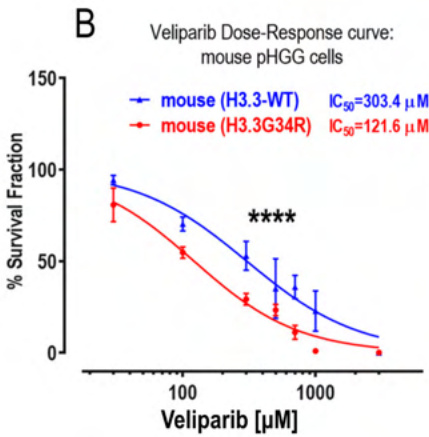 B
Veliparib Dose-Response curve:
mouse pHGG cells
mouse (H3.3-WT) IC50=303.4 μM
mouse (H3.3G34R) IC50=121.6 μM
****
% Survival Fraction
150
100
50
0
100 1000
Veliparib [μM]